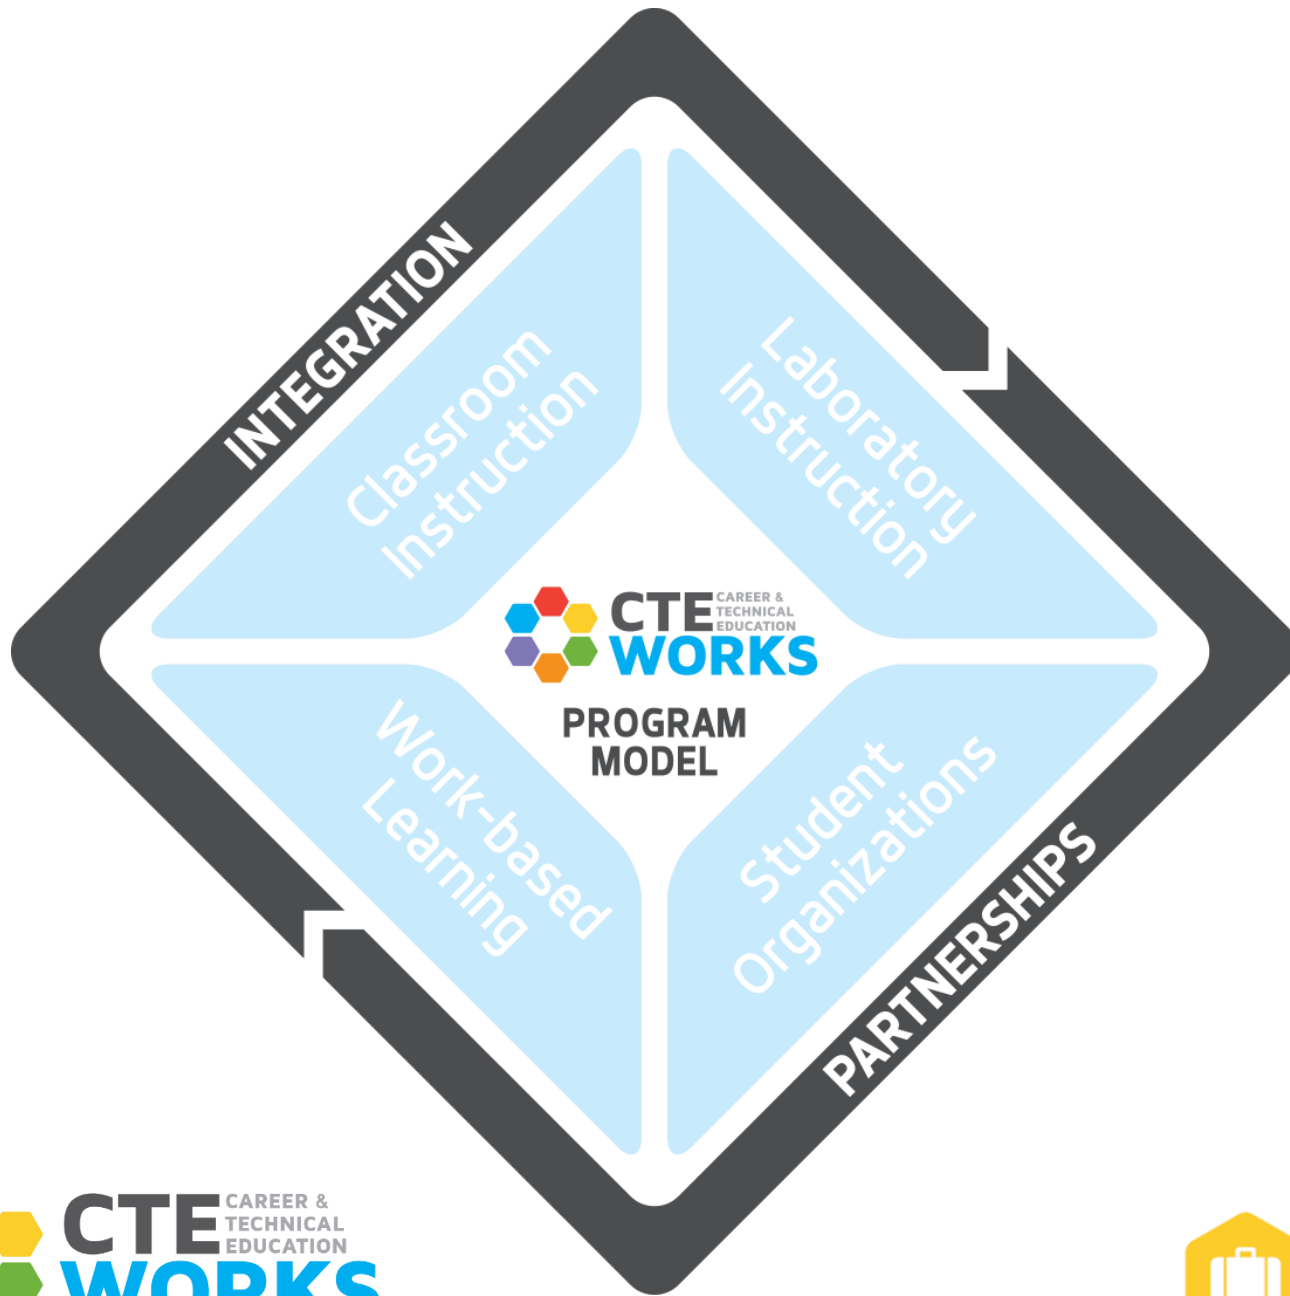 INTEGRATION
Classroom
Instruction
Laboratory
Instruction
CTE CAREER &
TECHNICAL
EDUCATION
WORKS
PROGRAM
MODEL
Work-based
Learning
Student
Organizations
PARTNERSHIPS
CTE CAREER &
TECHNICAL
EDUCATION
WORKS